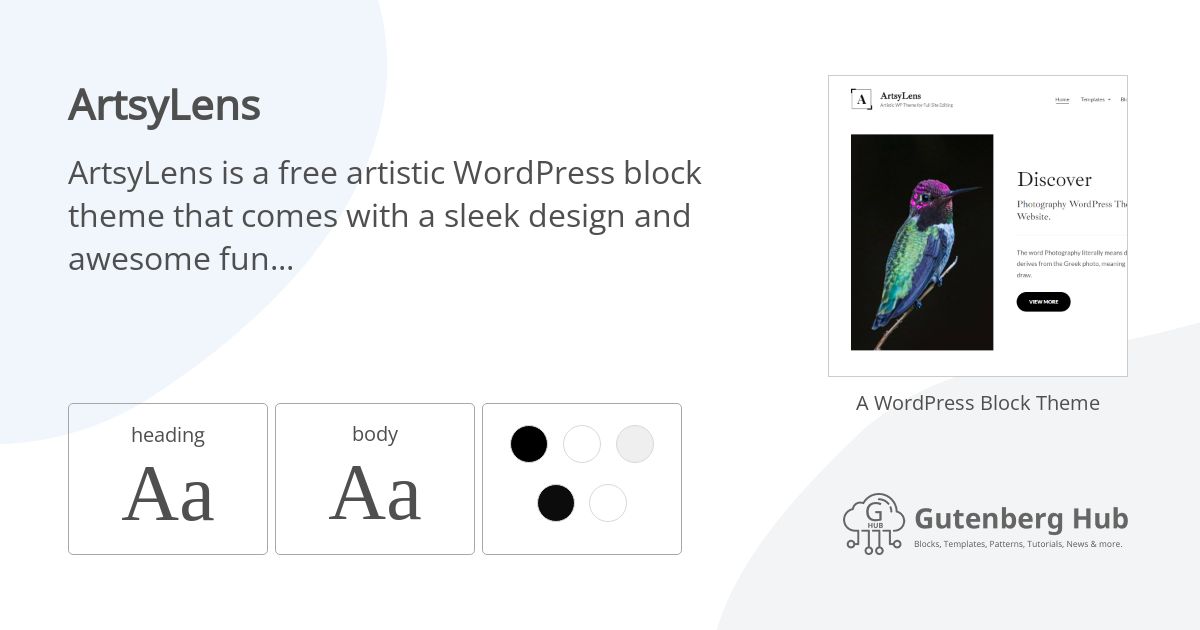 ArtsyLens
ArtsyLens is a free artistic WordPress block
theme that comes with a sleek design and
awesome fun...
heading
Aa
body
Aa
A
ArtsyLens
Artistic WP Theme for Full Site Editing
Home Templates Bl
Discover
Photography WordPress The
Website.
The word Photography literally means d
derives from the Greek photo, meaning
draw.
VIEW MORE
A WordPress Block Theme
G
HUB
Gutenberg Hub
Blocks, Templates, Patterns, Tutorials, News & more.